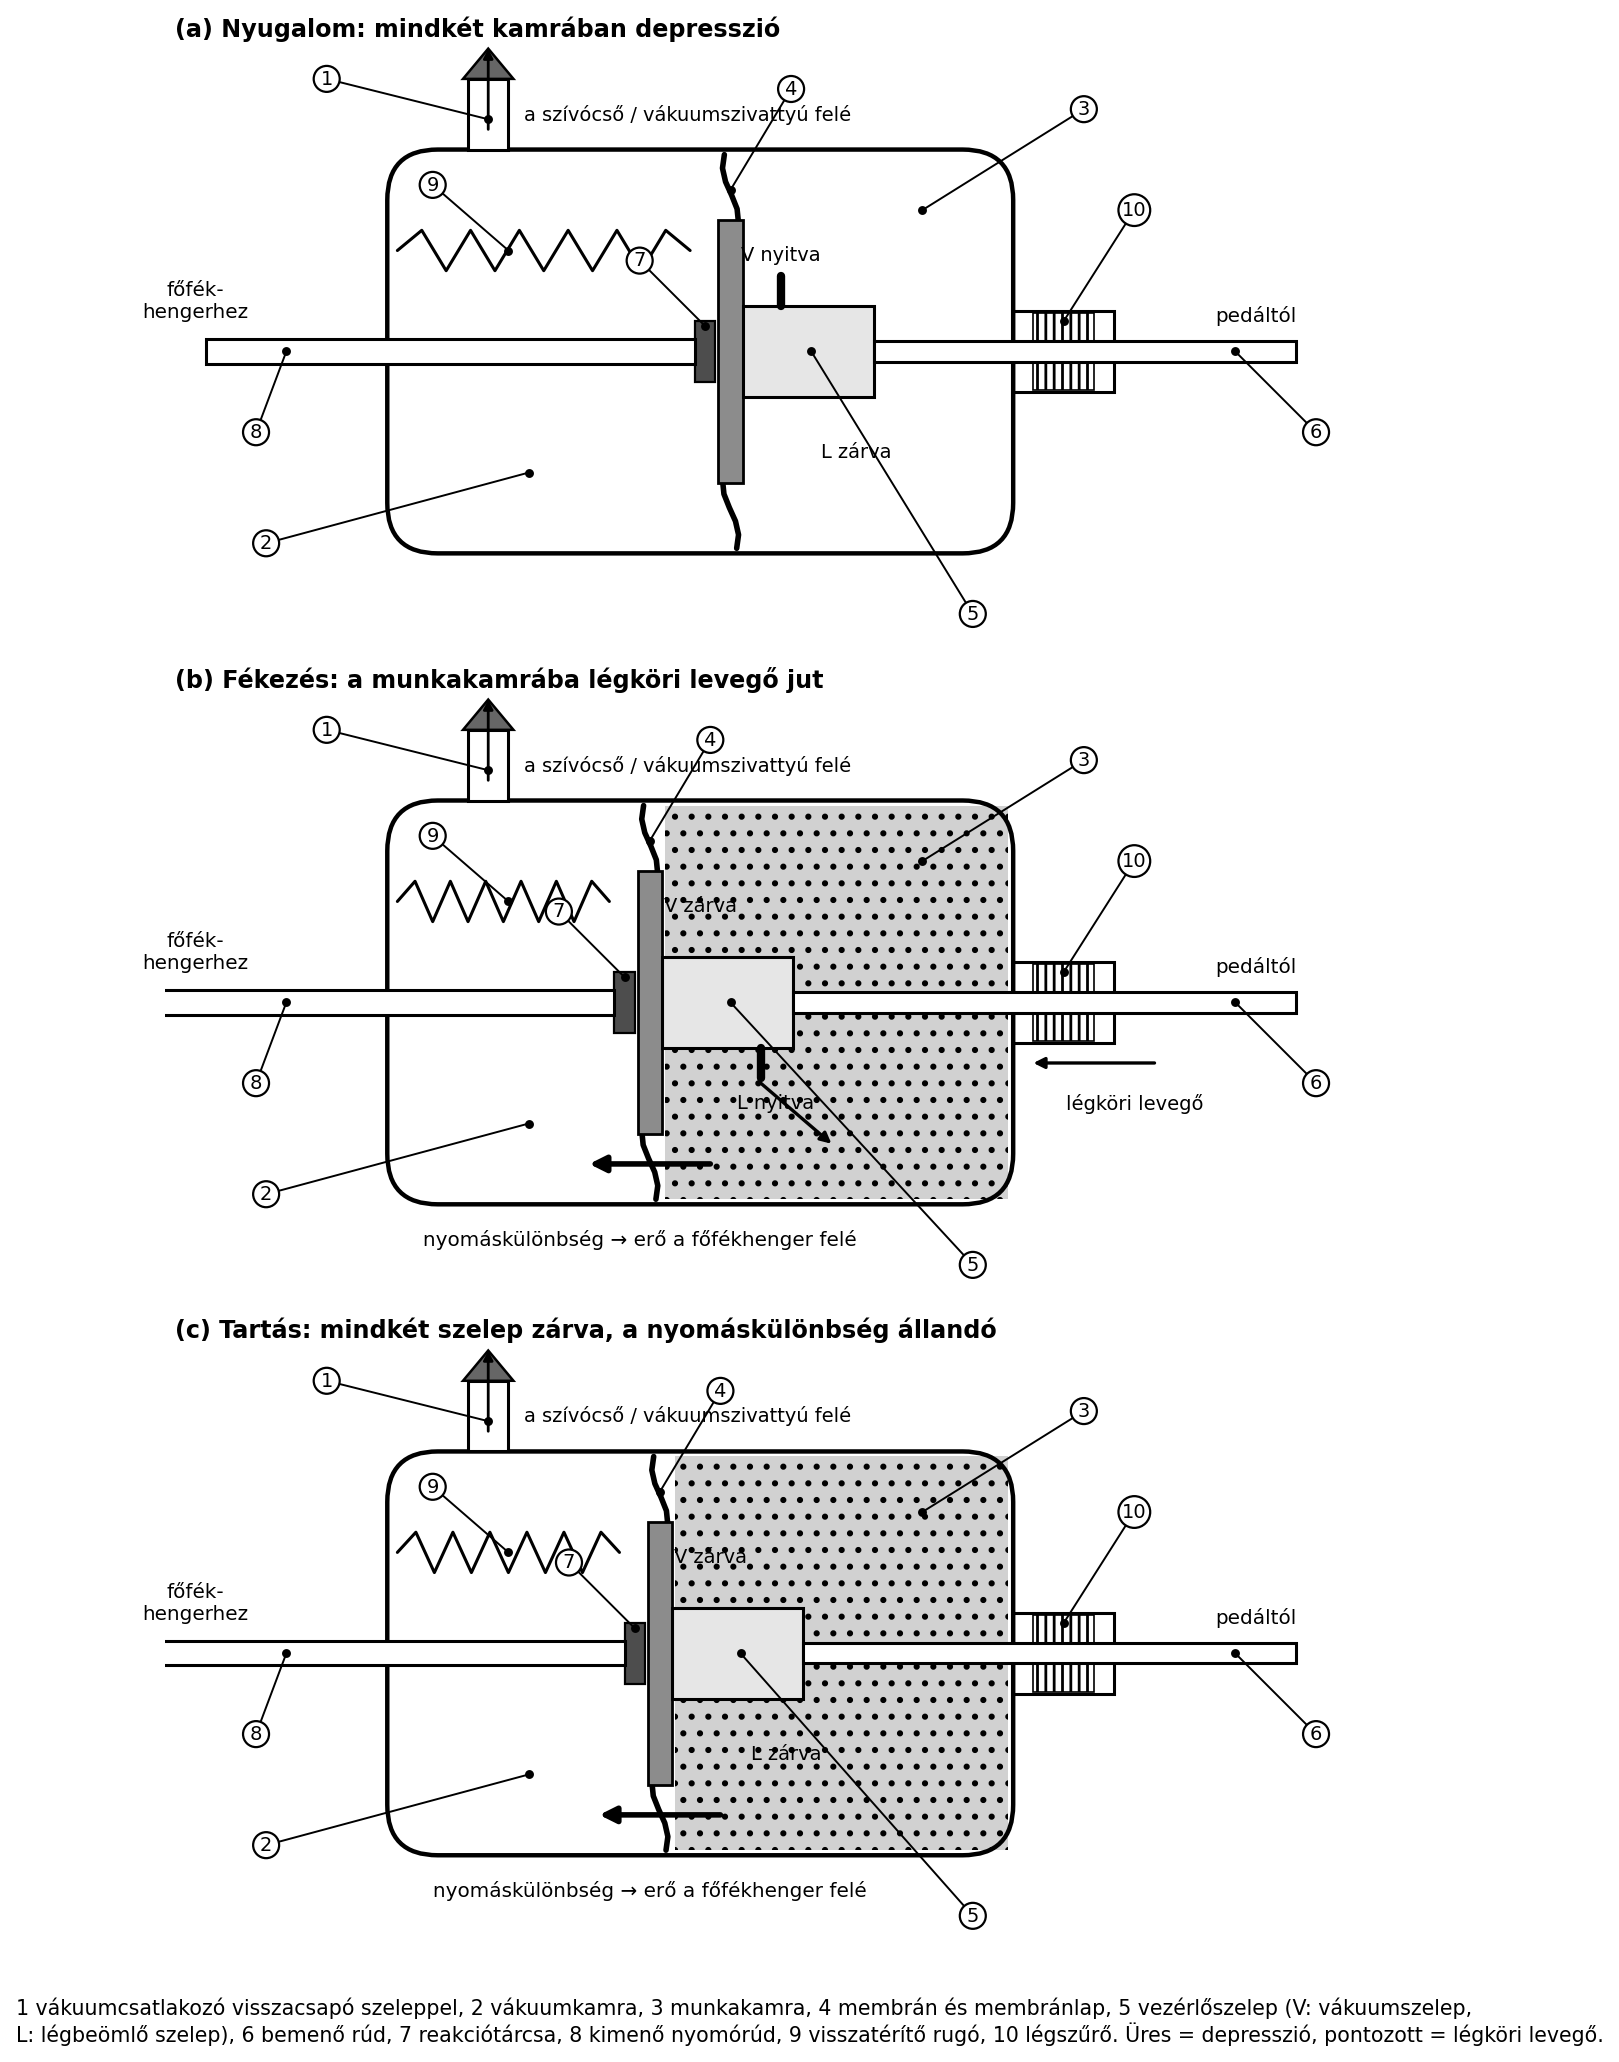 (a) Nyugalom: mindkét kamrában depresszió
1
4
a szívócső / vákuumszivattyú felé
3
9
10
7
V nyitva
főfék-
hengerhez
pedáltól
8
L zárva
6
2
5
(b) Fékezés: a munkakamrába légköri levegő jut
1
4
a szívócső / vákuumszivattyú felé
3
9
10
7
V zárva
főfék-
hengerhez
pedáltól
8
L nyitva
légköri levegő
6
2
nyomáskülönbség → erő a főfékhenger felé
5
(c) Tartás: mindkét szelep zárva, a nyomáskülönbség állandó
1
4
a szívócső / vákuumszivattyú felé
3
9
10
7
V zárva
főfék-
hengerhez
pedáltól
8
L zárva
6
2
nyomáskülönbség → erő a főfékhenger felé
5
1 vákuumcsatlakozó visszacsapó szeleppel, 2 vákuumkamra, 3 munkakamra, 4 membrán és membránlap, 5 vezérlőszelep (V: vákuumszelep,
L: légbeömlő szelep), 6 bemenő rúd, 7 reakciótárcsa, 8 kimenő nyomórúd, 9 visszatérítő rugó, 10 légszűrő. Üres = depresszió, pontozott = légköri levegő.